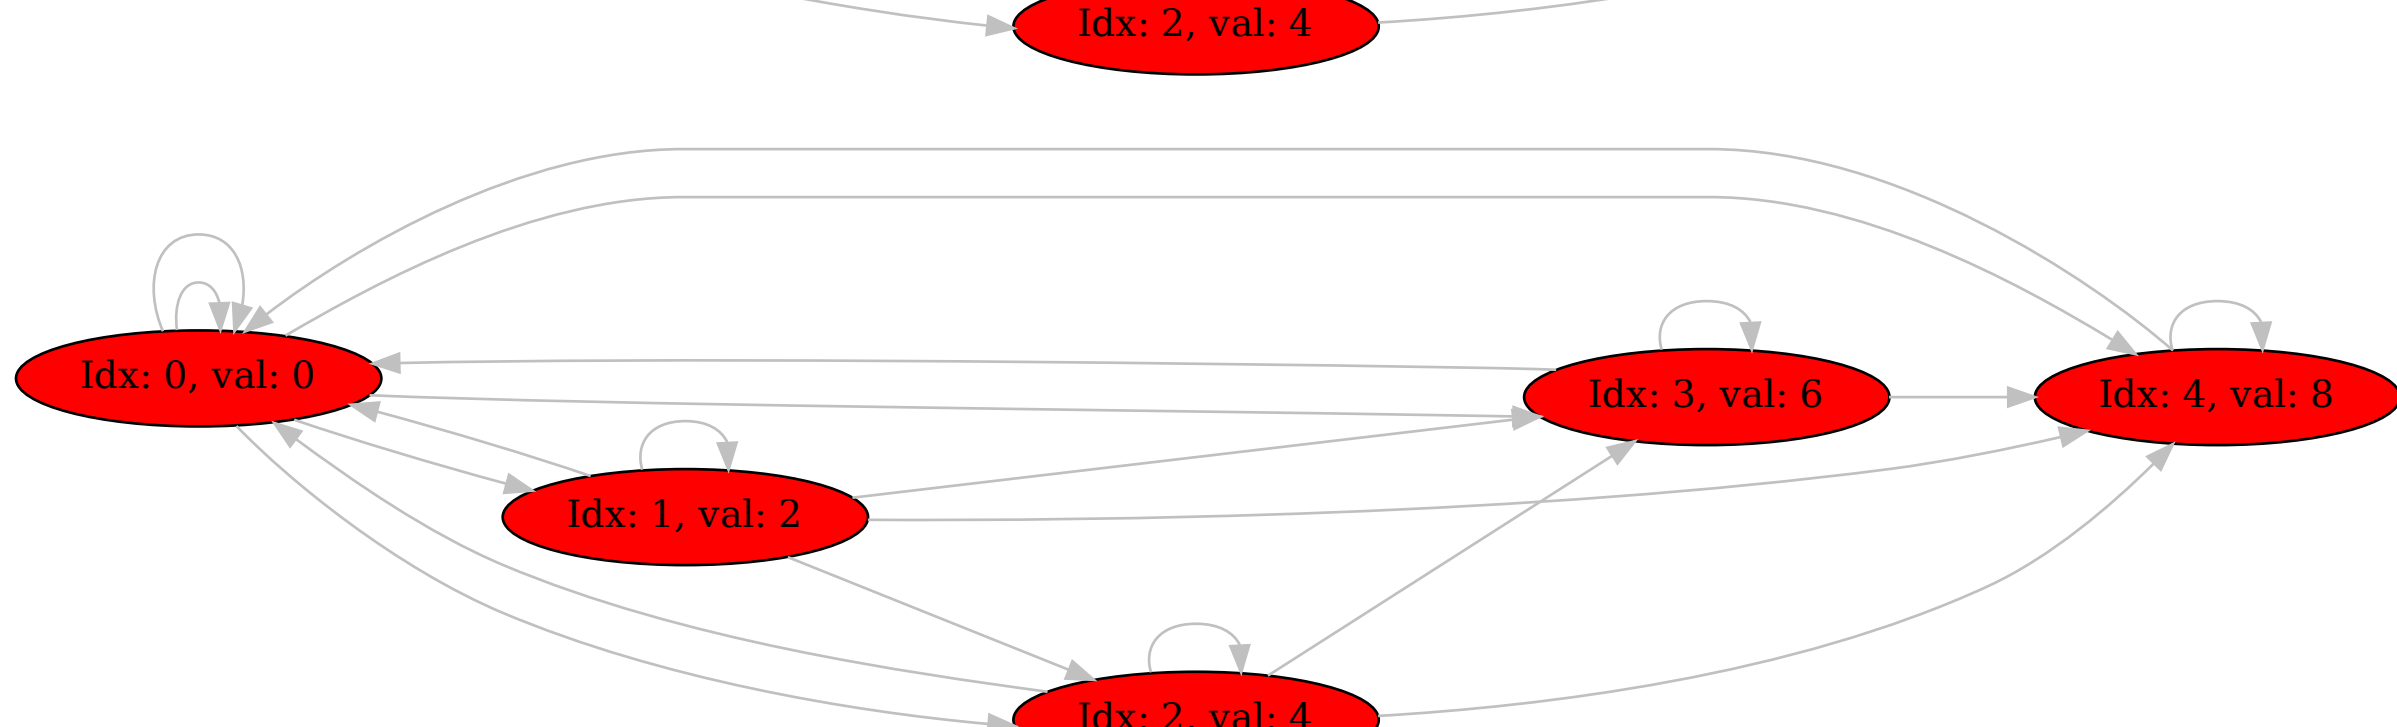 Idx: 2, val: 4
Idx: 0, val: 0
Idx: 3, val: 6
Idx: 4, val: 8
Idx: 1, val: 2
Idx: 2, val: 4